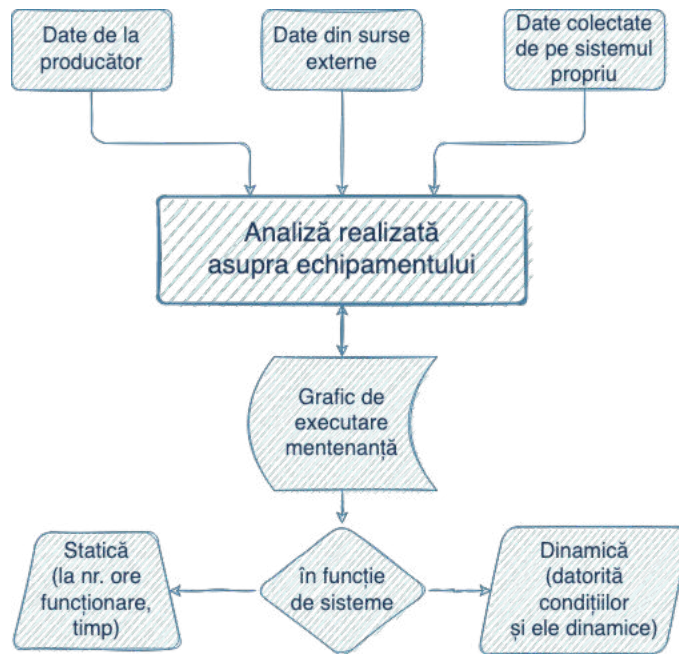 Date de la
producător
Date din surse
externe
Date colectate
de pe sistemul
propriu
Analiză realizată
asupra echipamentului
Grafic de
executare
mentenanță
Statică
(la nr. ore
funcționare,
timp)
în funcție
de sisteme
Dinamică
(datorită
condițiilor
și ele dinamice)